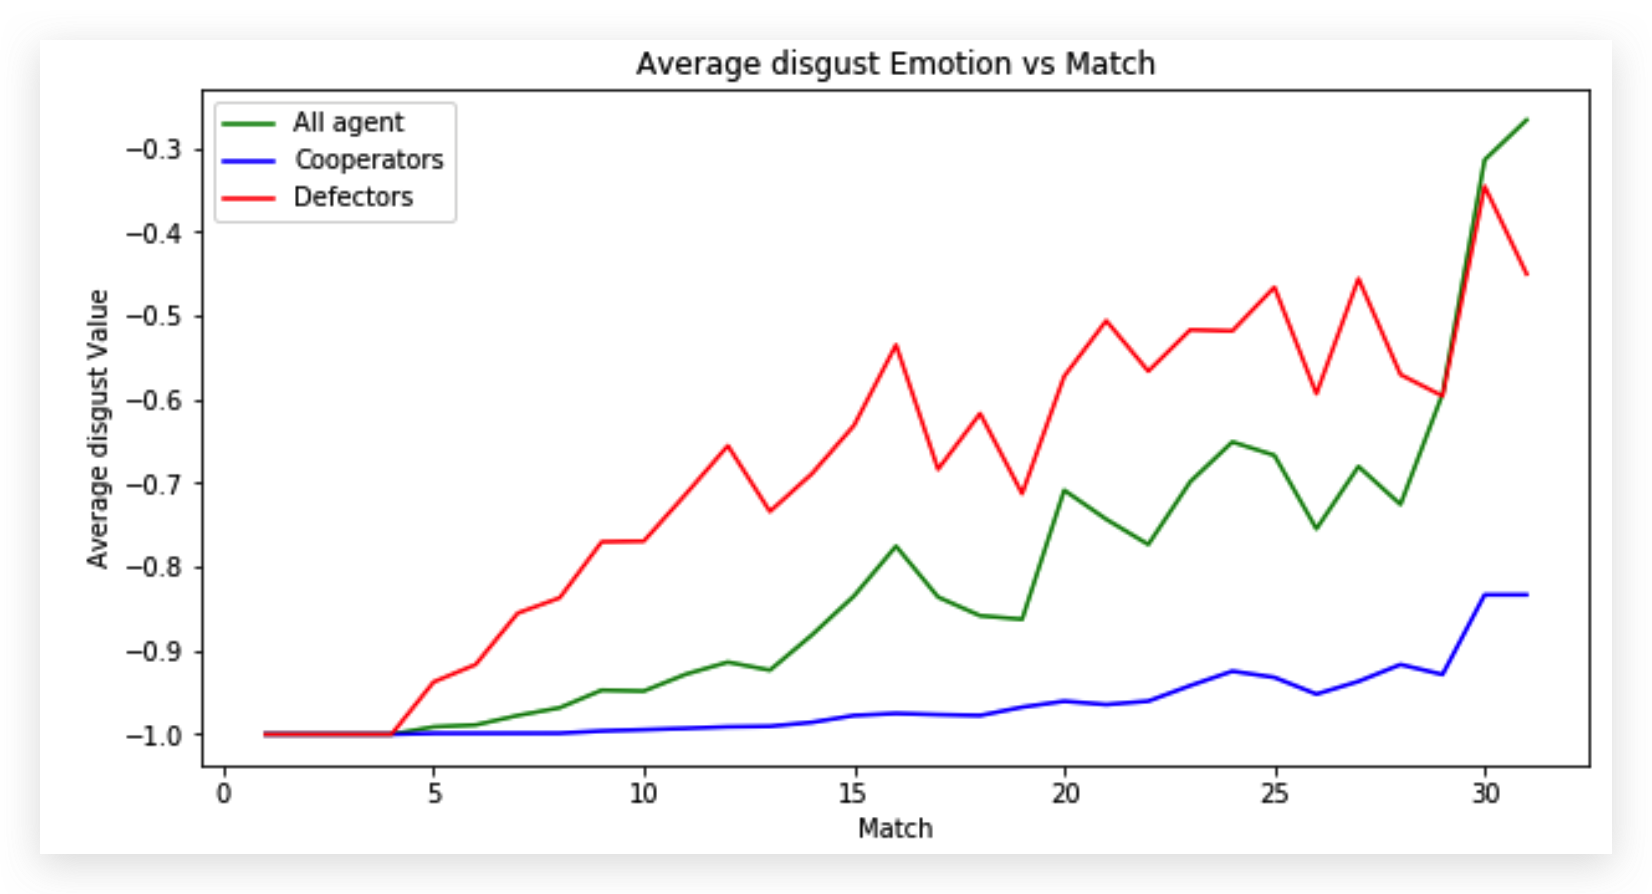 Average disgust Emotion vs Match
All agent
Cooperators
Defectors
Average disgust Value
−0.3
−0.4
−0.5
−0.6
−0.7
−0.8
−0.9
−1.0
0 5 10 15 20 25 30
Match